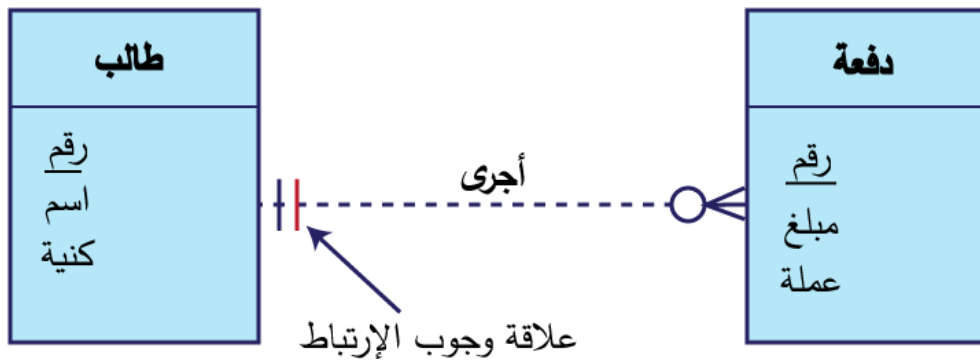 طالب
رقم
اسم
كنية
أجرى
دفعة
رقم
مبلغ
عملة
علاقة وجوب الإرتباط